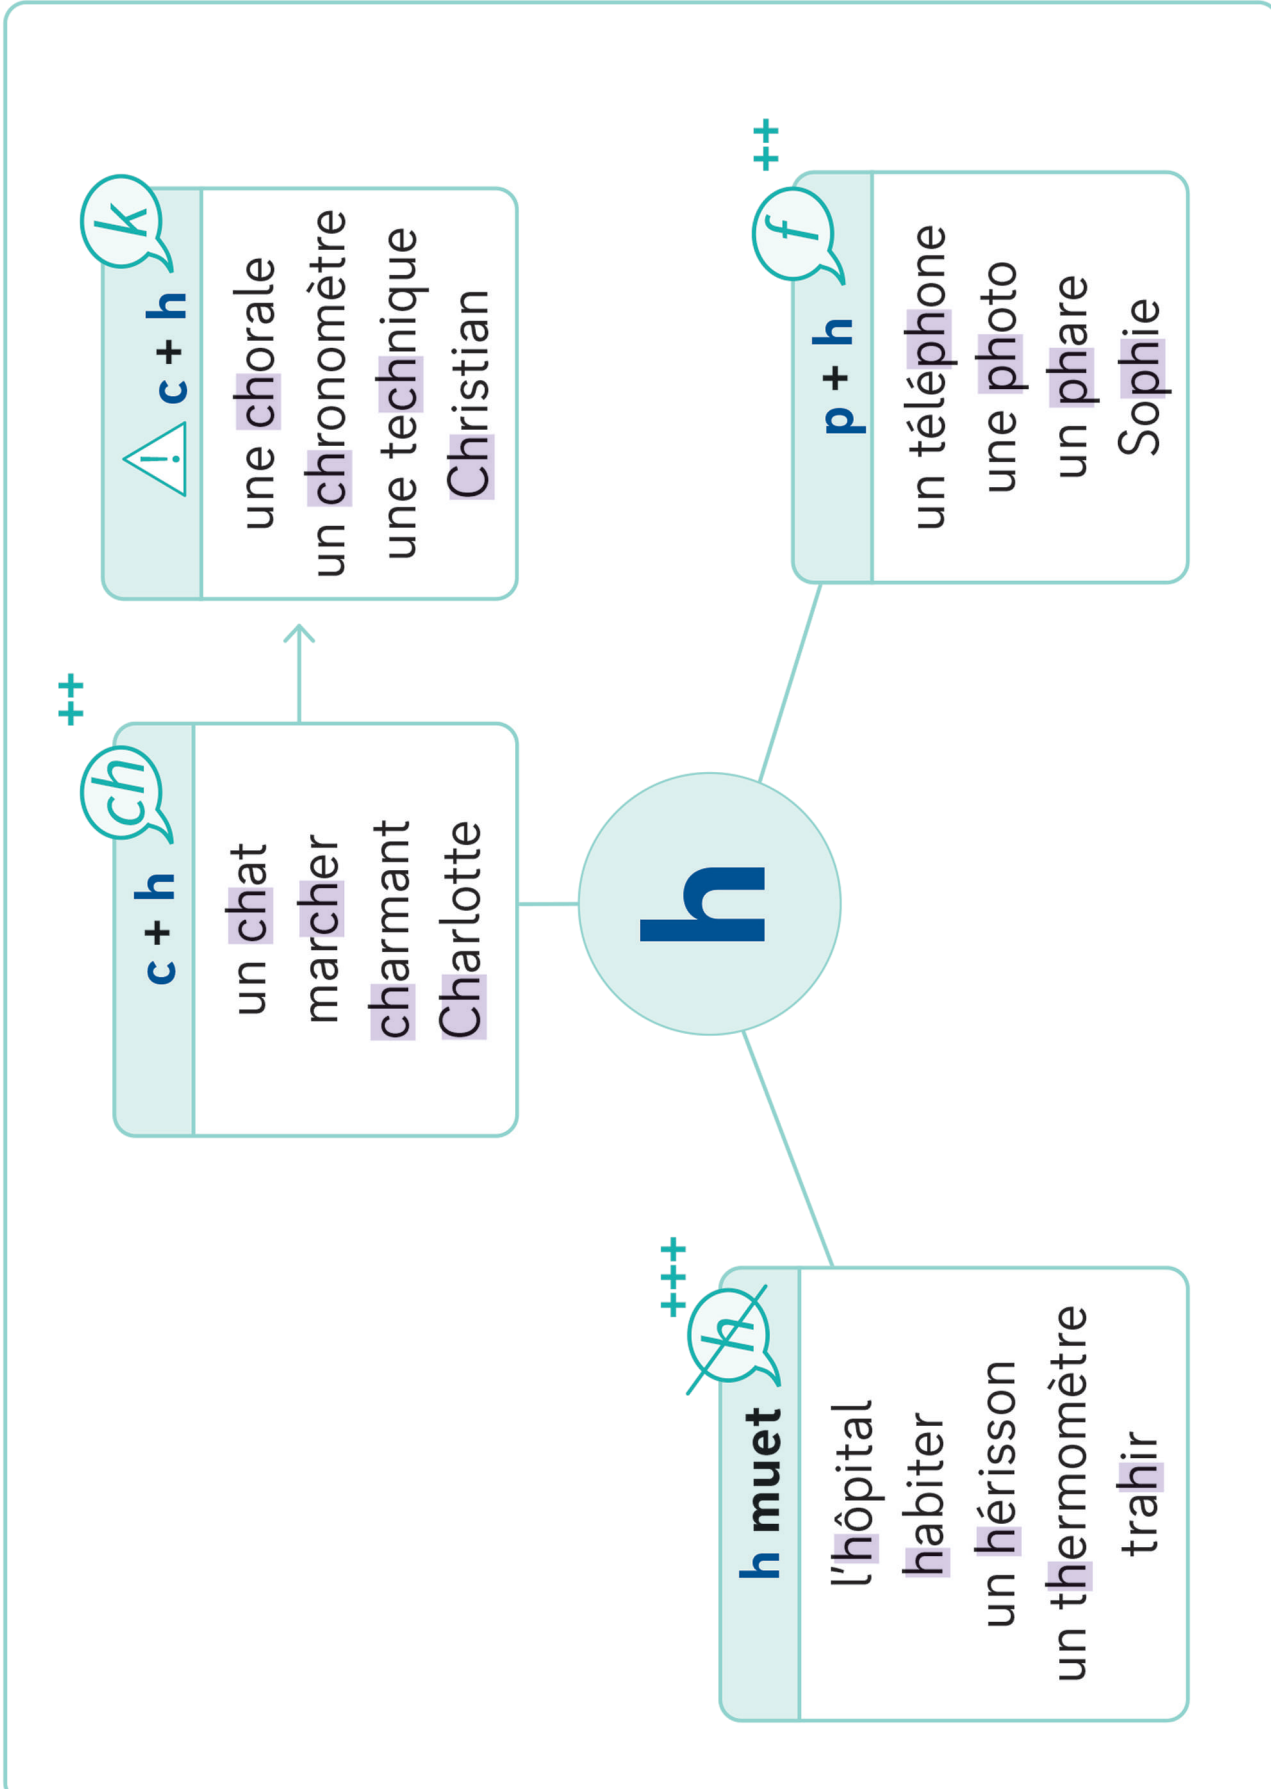 ++
c + h
ch
un chat
marcher
charmant
Charlotte
⚠ c + h
k
une chorale
un chronomètre
une technique
Christian
h
+++
h muet
h
l'hôpital
habiter
un hérisson
un thermomètre
trahir
++
p + h
f
un téléphone
une photo
un phare
Sophie